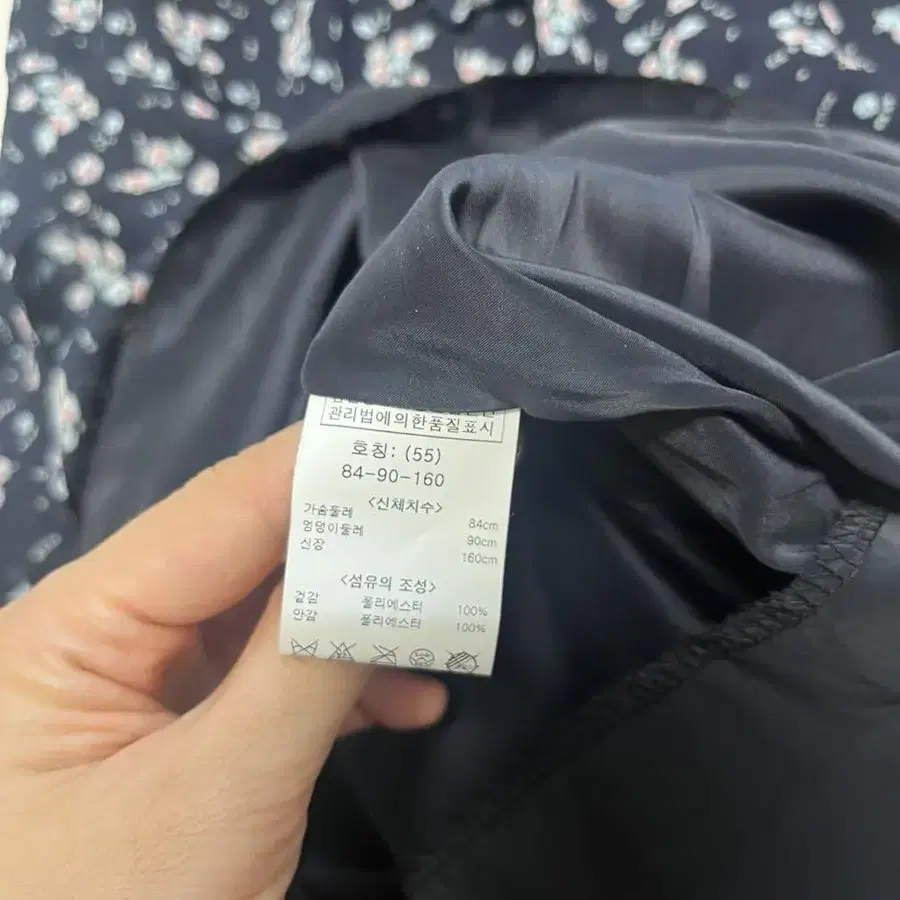 관리법에의한품질표시
호칭: (55)
84-90-160
<신체치수>
가슴둘레 84cm
엉덩이둘레 90cm
신장 160cm
<섬유의 조성>
겉감 폴리에스터 100%
안감 폴리에스터 100%